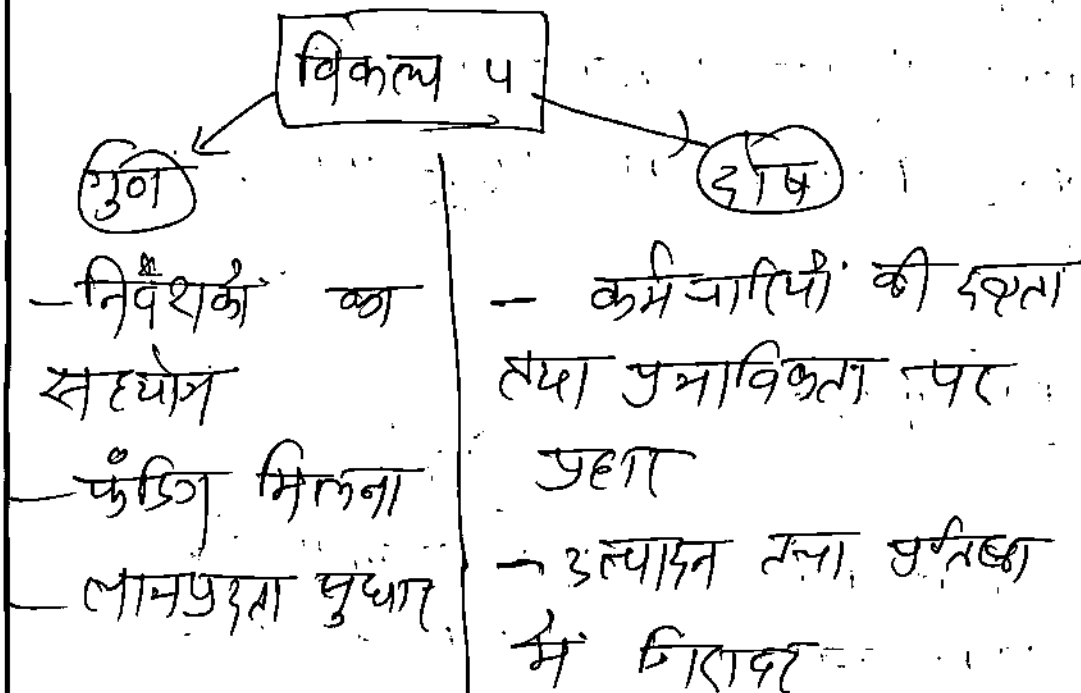 विकल्प 4
गुण
दोष
- निवेशकों का
सहयोग
- फंडिंग मिलना
- लाभप्रदता सुधार
- कर्मचारियों की दक्षता
तथा प्रभाविकता पर
प्रहार
- उत्पादन तथा प्रतिष्ठा
में गिरावट